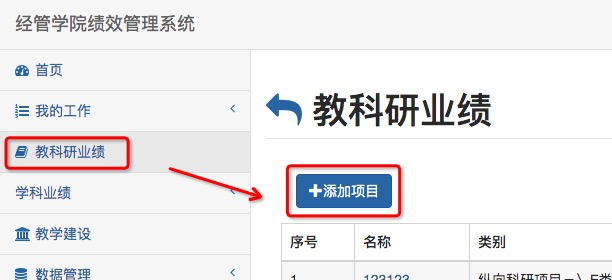 经管学院绩效管理系统
首页
我的工作
教科研业绩
学科业绩
教学建设
数据管理
教科研业绩
添加项目
序号 名称 类别
1 123123